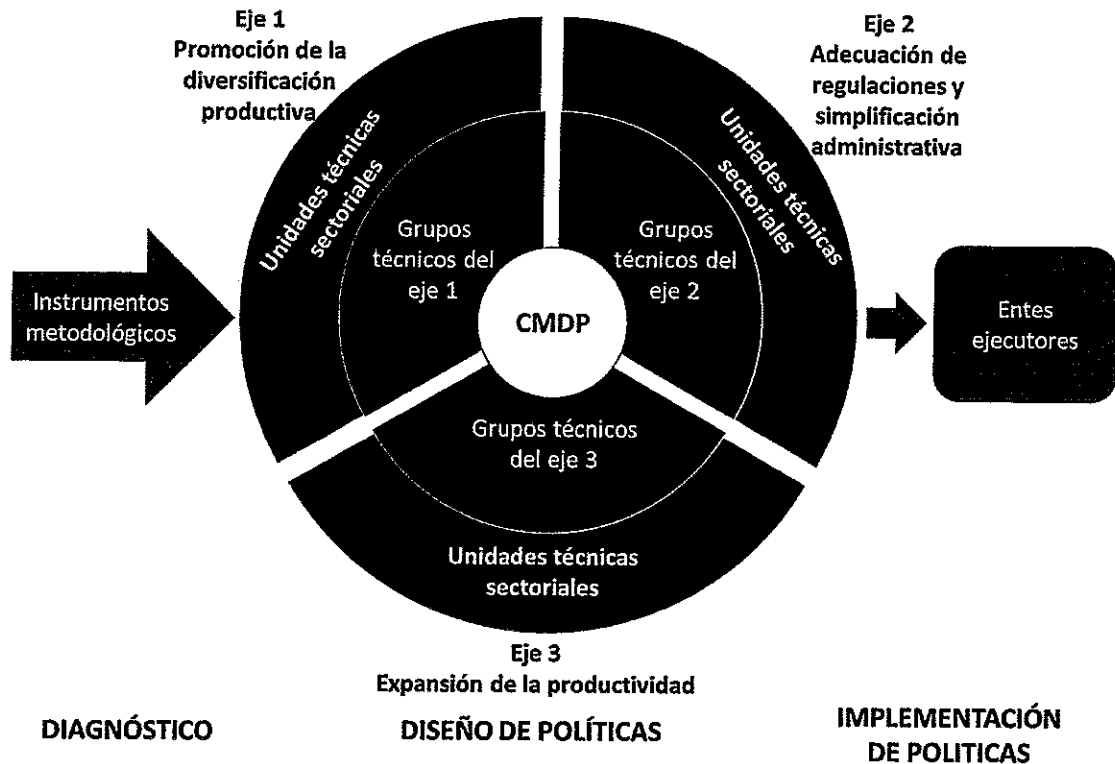 Eje 1
Promoción de la
diversificación
productiva
Eje 2
Adecuación de
regulaciones y
simplificación
administrativa
Unidades técnicas
sectoriales
Unidades técnicas
sectoriales
Grupos
técnicos del
eje 1
Grupos
técnicos del
eje 2
Instrumentos
metodológicos
CMDP
Entes
ejecutores
Grupos técnicos
del eje 3
Unidades técnicas
sectoriales
Eje 3
Expansión de la productividad
DIAGNÓSTICO
DISEÑO DE POLÍTICAS
IMPLEMENTACIÓN
DE POLITICAS